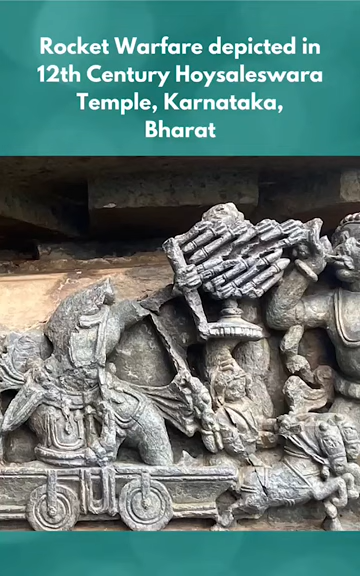 Rocket Warfare depicted in
12th Century Hoysaleswara
Temple, Karnataka,
Bharat